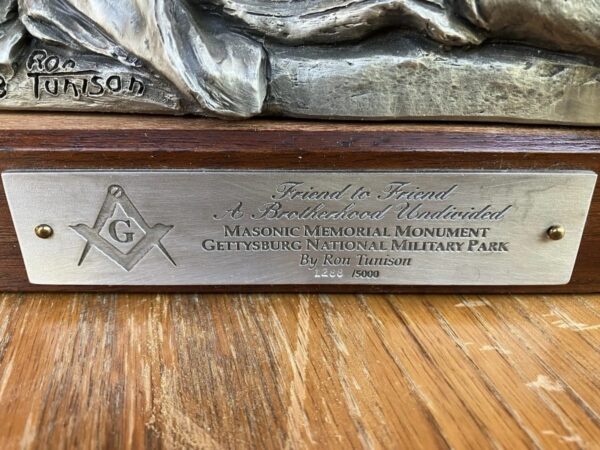 Ron
Tunison
G
Friend to Friend
A Brotherhood Undivided
MASONIC MEMORIAL MONUMENT
GETTYSBURG NATIONAL MILITARY PARK
By Ron Tunison
/5000